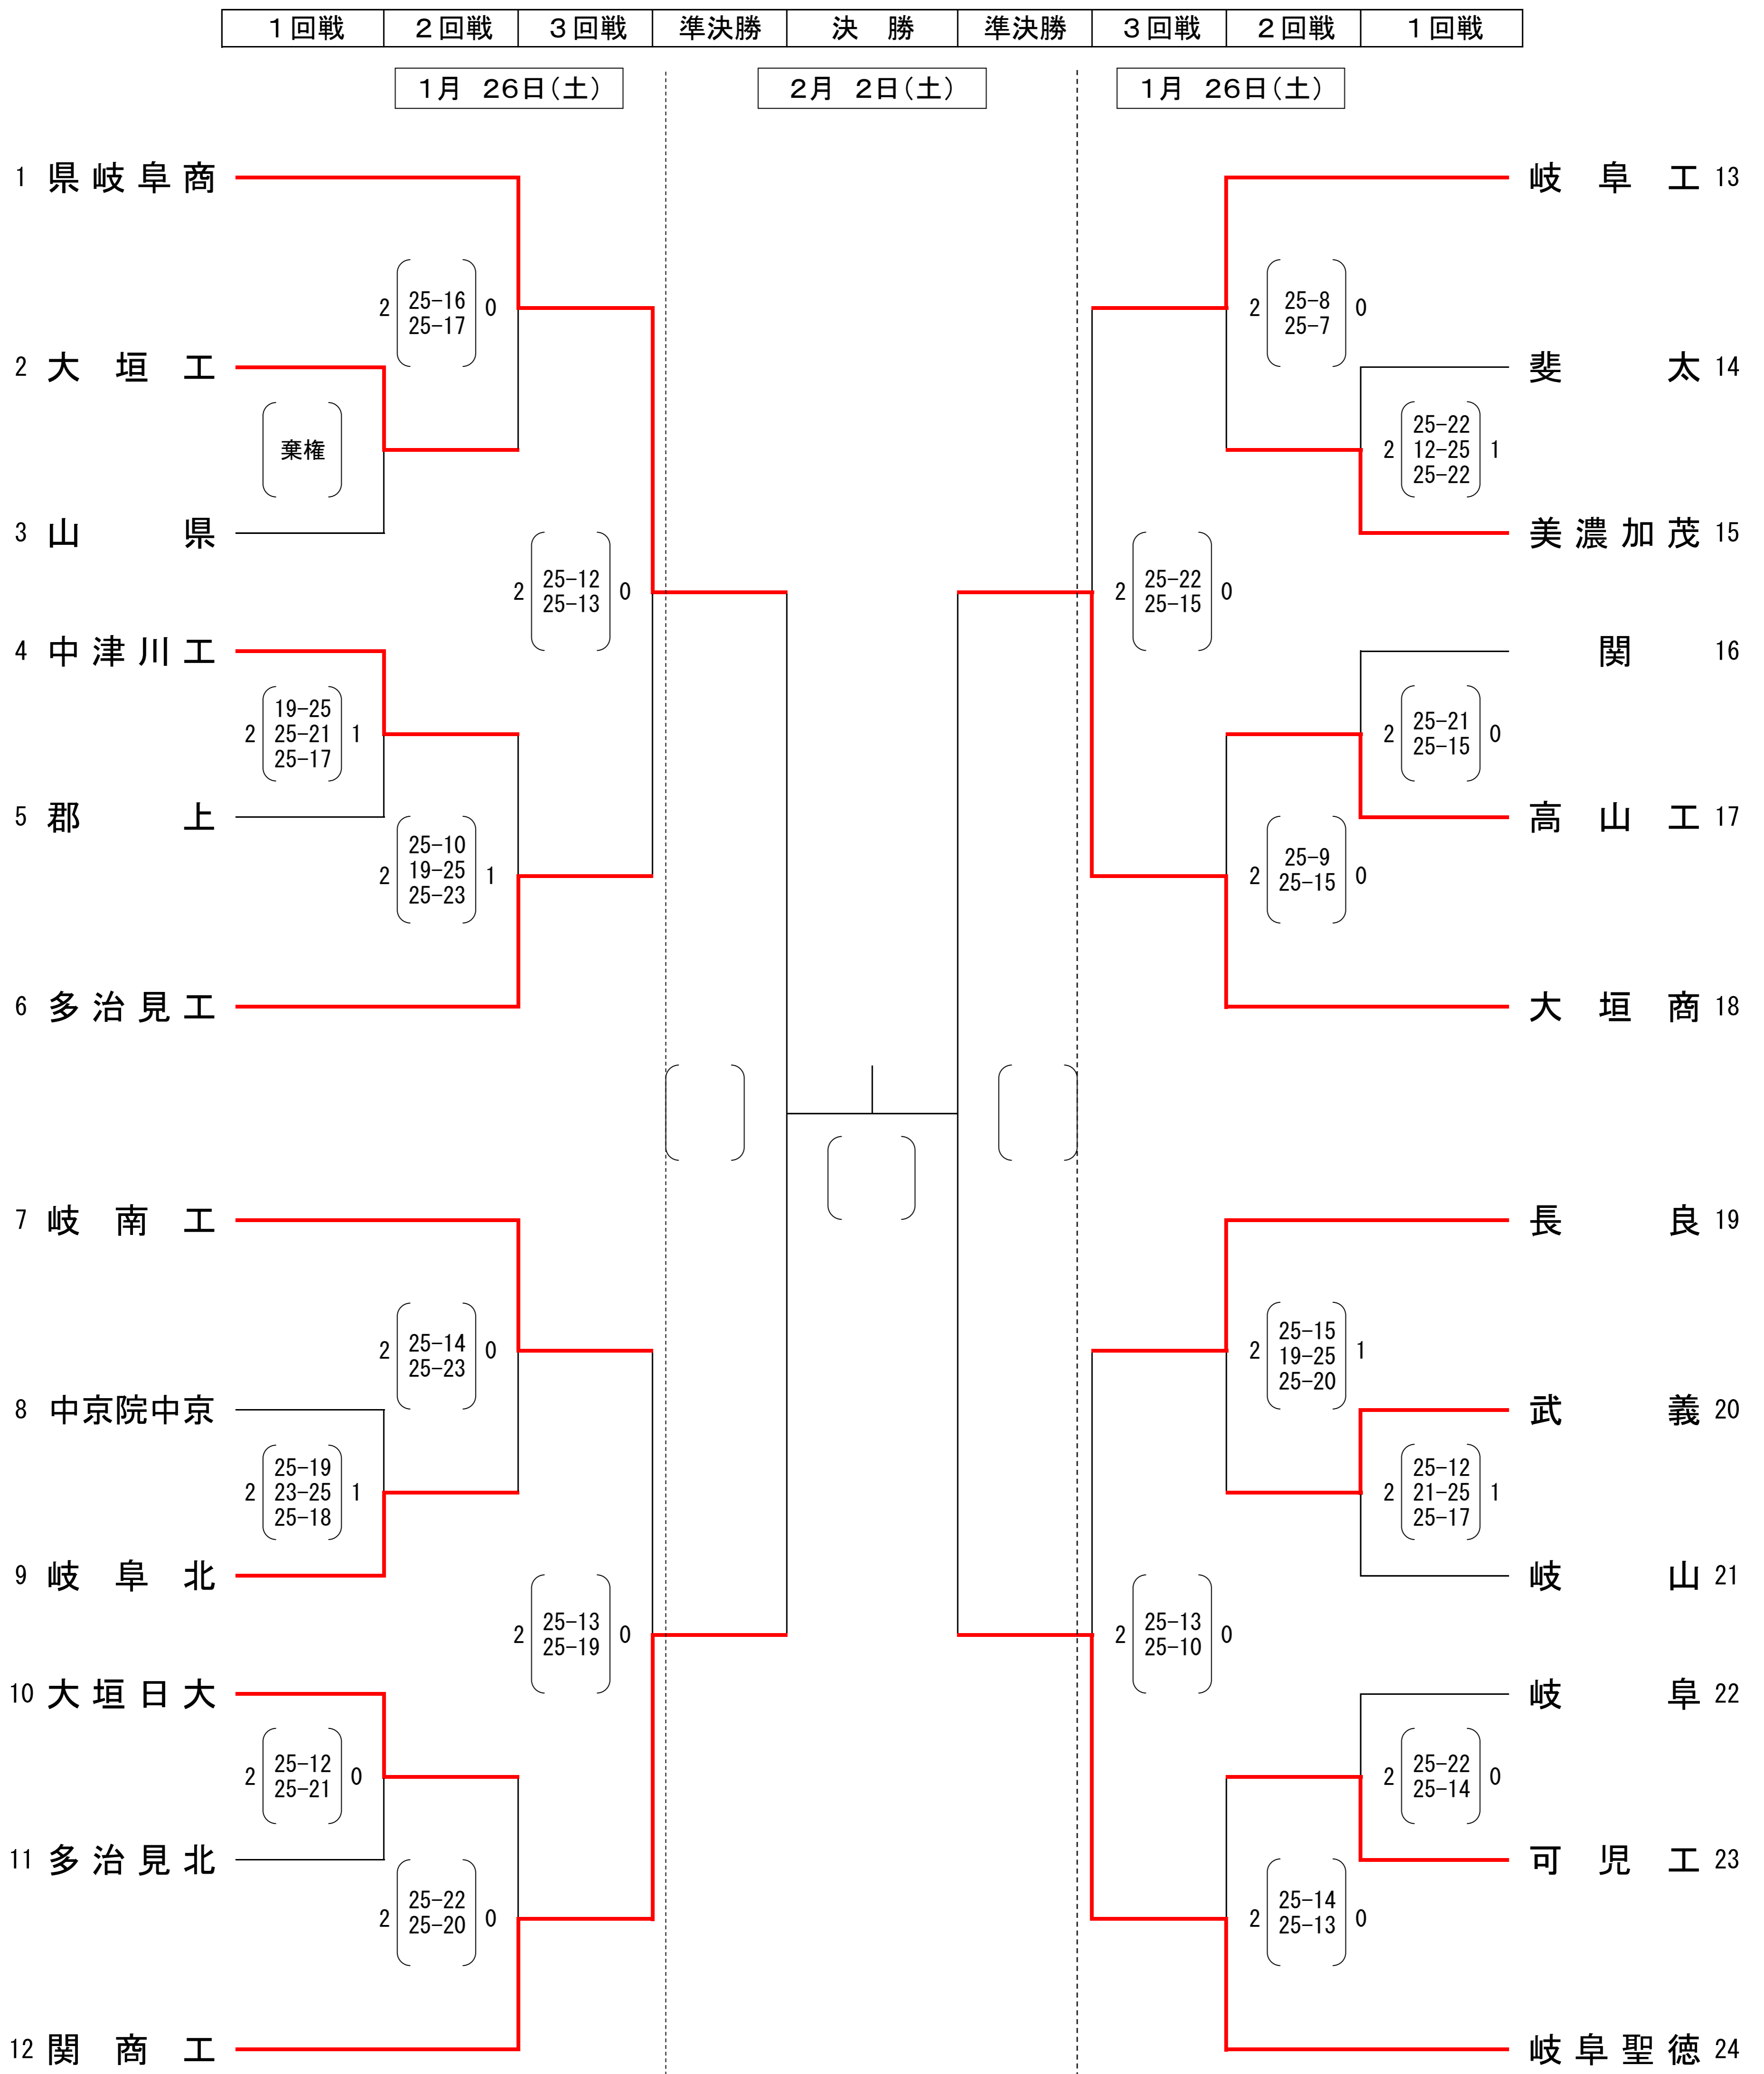 １回戦 ２回戦 ３回戦 準決勝 決　勝 準決勝 ３回戦 ２回戦 １回戦
１月　２６日（土） ２月　２日（土） １月　２６日（土）
1 県岐阜商
2 25-16 0
25-17
2 大垣工
棄権
3 山県
2 25-12 0
25-13
4 中津川工
19-25
2 25-21 1
25-17
5 郡上
25-10
2 19-25 1
25-23
6 多治見工
7 岐南工
2 25-14 0
25-23
8 中京院中京
25-19
2 23-25 1
25-18
9 岐阜北
2 25-13 0
25-19
10 大垣日大
2 25-12 0
25-21
11 多治見北
2 25-22 0
25-20
12 関商工
岐阜工 13
2 25-8 0
25-7
斐太 14
25-22
2 12-25 1
25-22
美濃加茂 15
2 25-22 0
25-15
関 16
2 25-21 0
25-15
高山工 17
2 25-9 0
25-15
大垣商 18
長良 19
25-15
2 19-25 1
25-20
武義 20
25-12
2 21-25 1
25-17
岐山 21
2 25-13 0
25-10
岐阜 22
2 25-22 0
25-14
可児工 23
2 25-14 0
25-13
岐阜聖徳 24